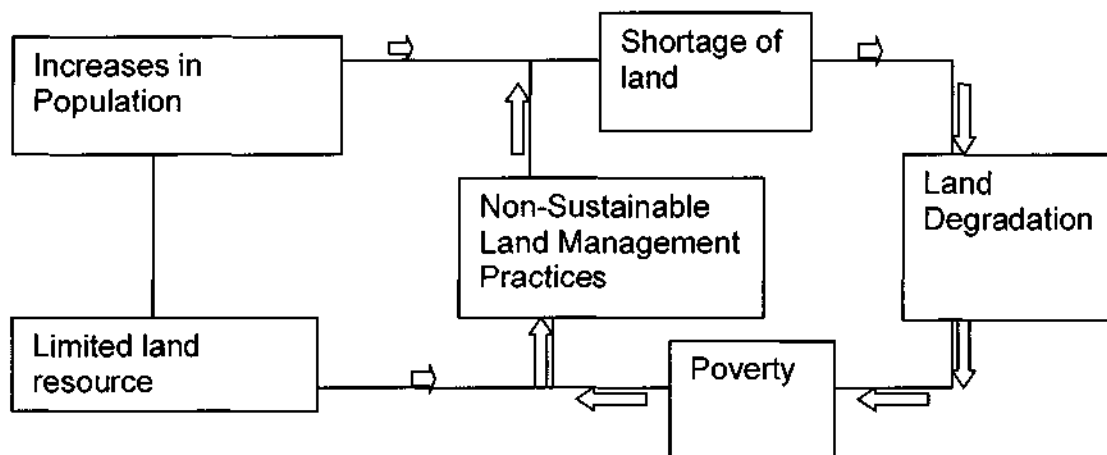 Increases in
Population
Shortage of
land
Non-Sustainable
Land Management
Practices
Land
Degradation
Limited land
resource
Poverty